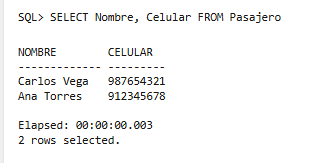 SQL> SELECT Nombre, Celular FROM Pasajero
NOMBRE        CELULAR
------------- ---------
Carlos Vega   987654321
Ana Torres    912345678
Elapsed: 00:00:00.003
2 rows selected.